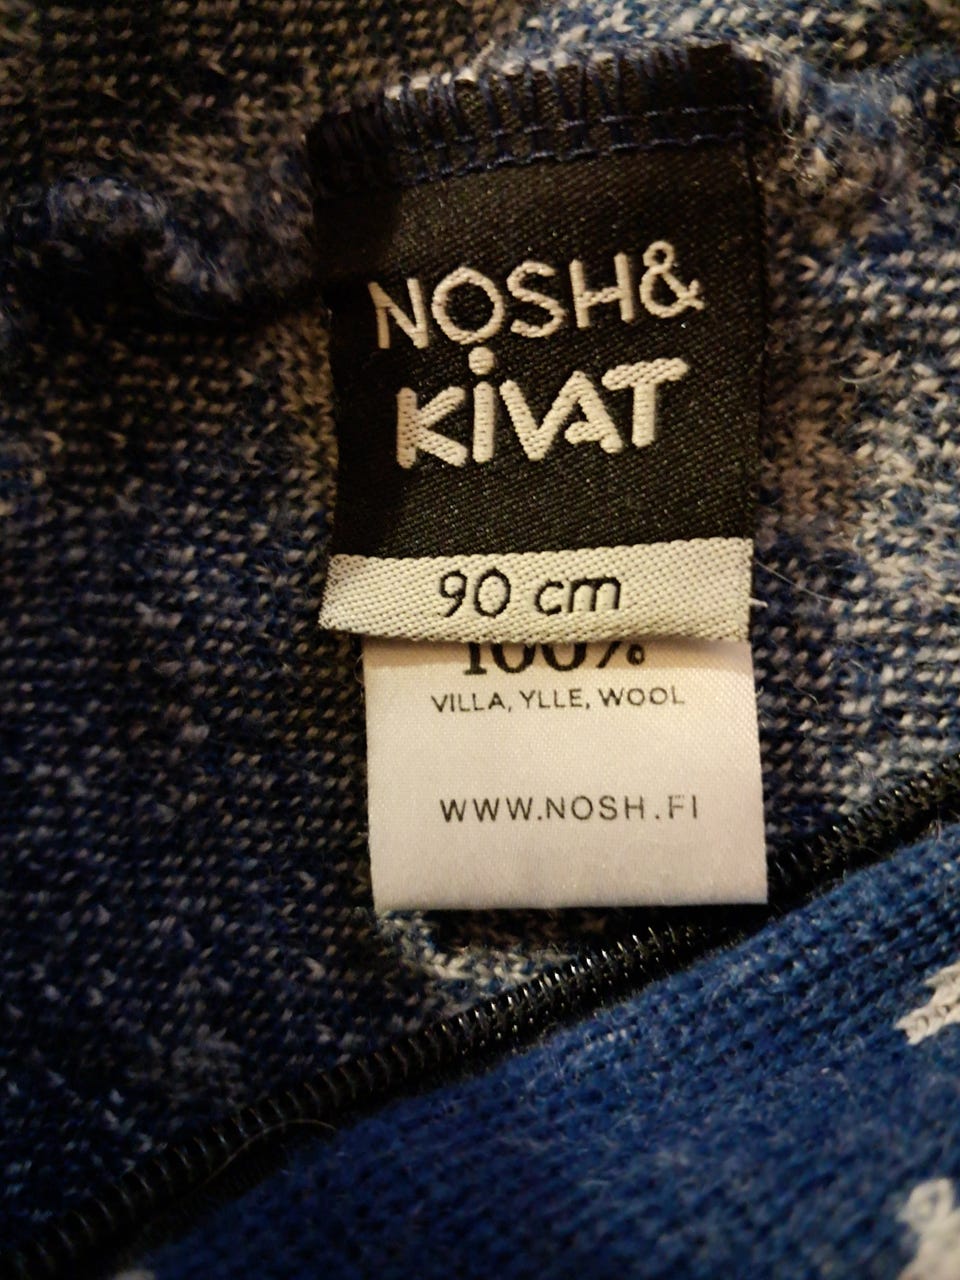 NOSH&
KiVAT
90 cm
100%
VILLA, YLLE, WOOL
WWW.NOSH.FI